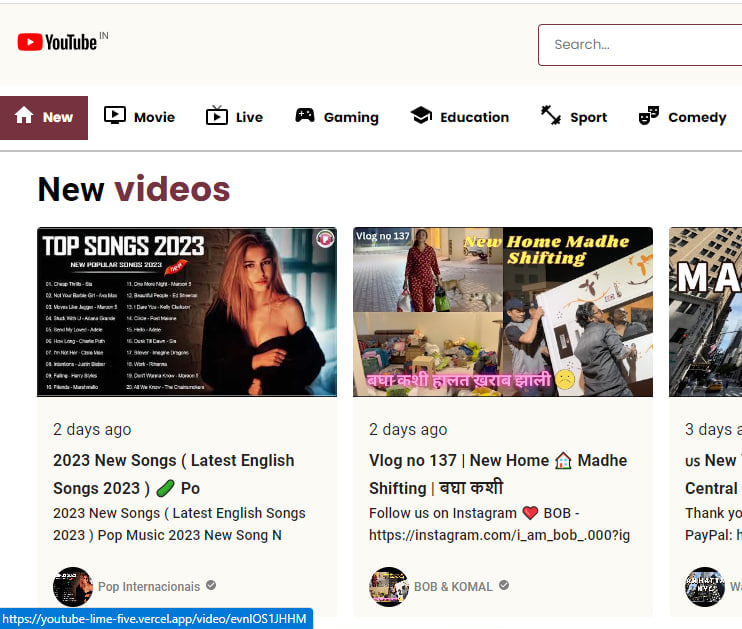 YouTube IN
Search...
New
Movie
Live
Gaming
Education
Sport
Comedy
New videos
TOP SONGS 2023
NEW POPULAR SONGS 2023
new
01. Cheap Thrills - Sia
02. Not Your Barbie Girl - Ava Max
03. Moves Like Jagger - Maroon 5
04. Stuck With U - Ariana Grande
05. Send My Loved - Adele
06. How Long - Charlie Puth
07. I'm Not Her - Clara Mae
08. Intentions - Justin Bieber
09. Falling - Harry Styles
10. Friends - Marshmello
11. One More Night - Maroon 5
12. Beautiful People - Ed Sheeran
13. I Dare You - Kelly Clarkson
14. Circle - Post Malone
15. Hello - Adele
16. Dusk Till Dawn - Sia
17. Believer - Imagine Dragons
18. Work - Rihanna
19. Don't Wanna Know - Maroon 5
20. All We Know - The Chainsmokers
2 days ago
2023 New Songs ( Latest English
Songs 2023 ) 🥒 Po
2023 New Songs ( Latest English Songs
2023 ) Pop Music 2023 New Song N
Pop Internacionais
Vlog no 137
New Home Madhe
Shifting
बघा कशी हालत खराब झाली ☹️
2 days ago
Vlog no 137 | New Home 🏠 Madhe
Shifting | बघा कशी
Follow us on Instagram ❤️ BOB -
https://instagram.com/i_am_bob_.000?ig
BOB & KOMAL
MA
3 days a
US New
Central
Thank yo
PayPal: h
Wa
https://youtube-lime-five.vercel.app/video/evnIOS1JHHM